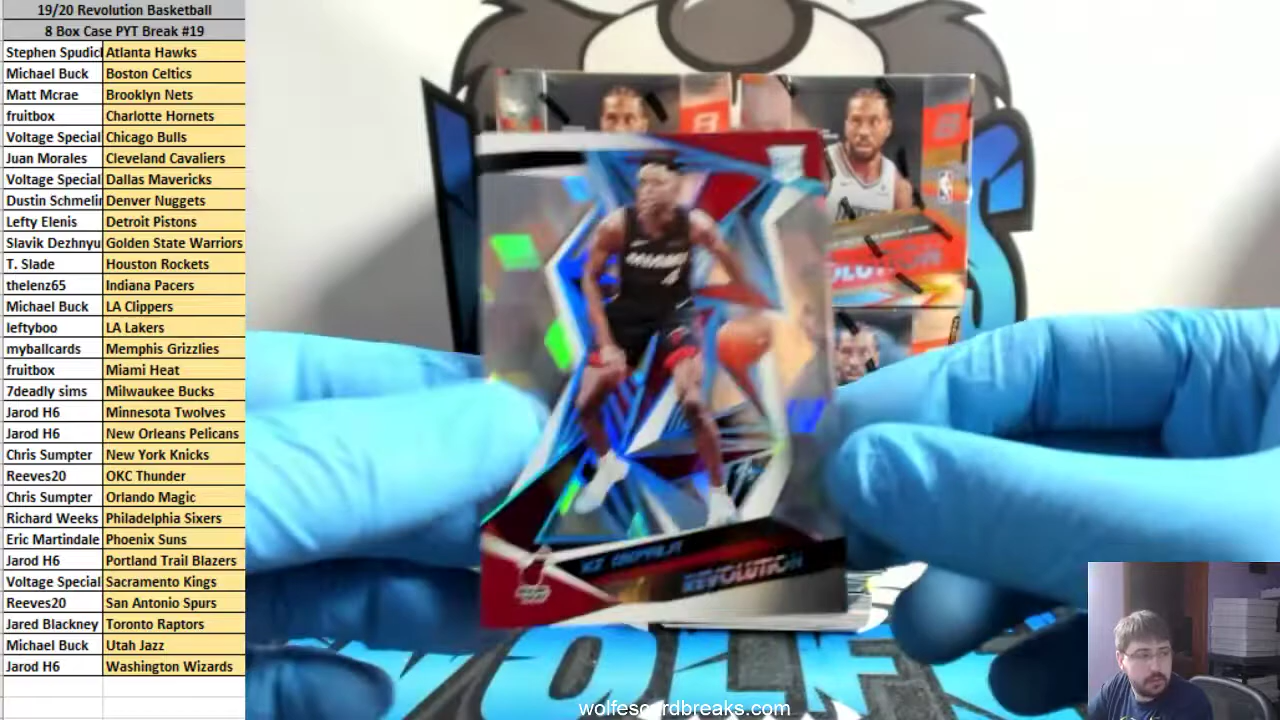 19/20 Revolution Basketball
8 Box Case PYT Break #19
Stephen Spudicl Atlanta Hawks
Michael Buck Boston Celtics
Matt Mcrae Brooklyn Nets
fruitbox Charlotte Hornets
Voltage Special Chicago Bulls
Juan Morales Cleveland Cavaliers
Voltage Special Dallas Mavericks
Dustin Schmelin Denver Nuggets
Lefty Elenis Detroit Pistons
Slavik Dezhnyu Golden State Warriors
T. Slade Houston Rockets
thelenz65 Indiana Pacers
Michael Buck LA Clippers
leftyboo LA Lakers
myballcards Memphis Grizzlies
fruitbox Miami Heat
7deadly sims Milwaukee Bucks
Jarod H6 Minnesota Twolves
Jarod H6 New Orleans Pelicans
Chris Sumpter New York Knicks
Reeves20 OKC Thunder
Chris Sumpter Orlando Magic
Richard Weeks Philadelphia Sixers
Eric Martindale Phoenix Suns
Jarod H6 Portland Trail Blazers
Voltage Special Sacramento Kings
Reeves20 San Antonio Spurs
Jared Blackney Toronto Raptors
Michael Buck Utah Jazz
Jarod H6 Washington Wizards
MIAMI
4
KZ OKPALA
REVOLUTION
WOLFE
wolfescardbreaks.com